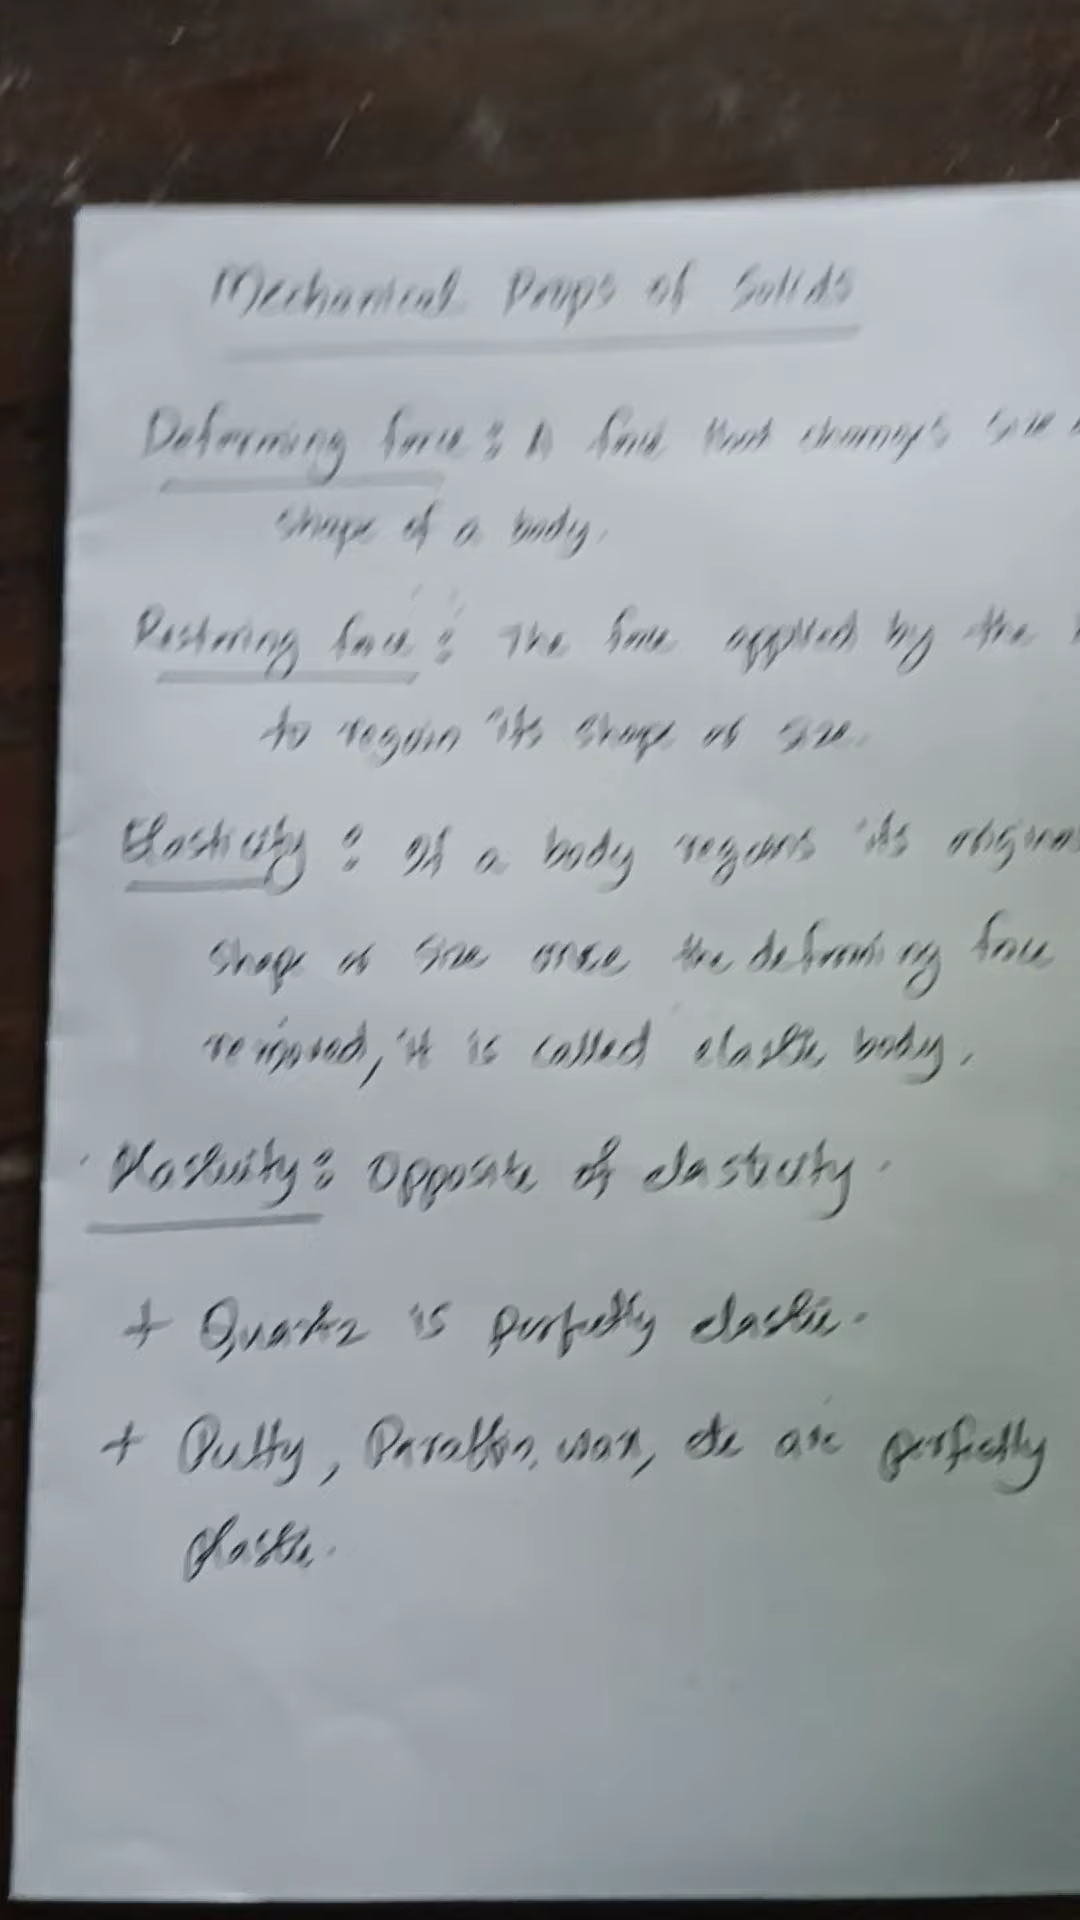 Mechanical Props of Solids
Deforming force : A force that changes size
shape of a body.
Restoring force : The force applied by the
to regain its shape or size.
Elasticity : If a body regains its original
shape or size once the deforming force
removed, it is called elastic body.
Plasticity : Opposite of elasticity.
+ Quartz is perfectly elastic.
+ Putty, Paraffin, wax, etc are perfectly
plastic.